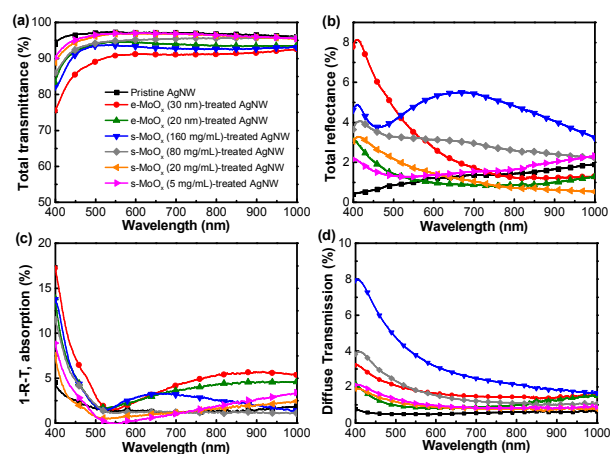 (a)
100
90
80
70
60
50
400 500 600 700 800 900 1000
Total transmittance (%)
Wavelength (nm)
Pristine AgNW
e-MoOx (30 nm)-treated AgNW
e-MoOx (20 nm)-treated AgNW
s-MoOx (160 mg/mL)-treated AgNW
s-MoOx (80 mg/mL)-treated AgNW
s-MoOx (20 mg/mL)-treated AgNW
s-MoOx (5 mg/mL)-treated AgNW
(b)
8
6
4
2
0
400 500 600 700 800 900 1000
Total reflectance (%)
Wavelength (nm)
(c)
20
15
10
5
0
400 500 600 700 800 900 1000
1-R-T, absorption (%)
Wavelength (nm)
(d)
10
8
6
4
2
0
400 500 600 700 800 900 1000
Diffuse Transmission (%)
Wavelength (nm)